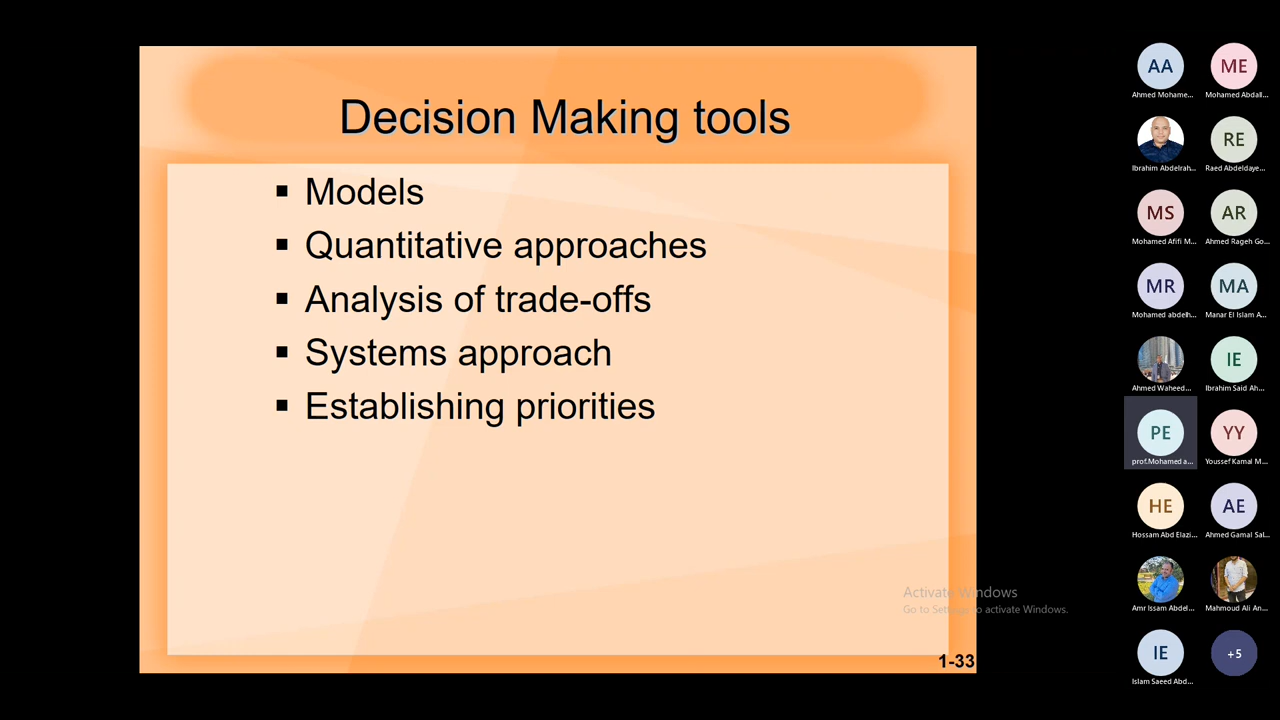 Decision Making tools
▪ Models
▪ Quantitative approaches
▪ Analysis of trade-offs
▪ Systems approach
▪ Establishing priorities
1-33
Activate Windows
Go to Settings to activate Windows.
AA
ME
Ahmed Mohame...
Mohamed Abdall...
RE
Ibrahim Abdelrah...
Raed Abdeldaye...
MS
AR
Mohamed Afifi M...
Ahmed Rageh Go...
MR
MA
Mohamed abdelh...
Manar El Islam A...
IE
Ahmed Waheed...
Ibrahim Said Ah...
PE
YY
prof.Mohamed a...
Youssef Kamal M...
HE
AE
Hossam Abd Elazi...
Ahmed Gamal Sal...
Amr Issam Abdel...
Mahmoud Ali An...
IE
+5
Islam Saeed Abd...